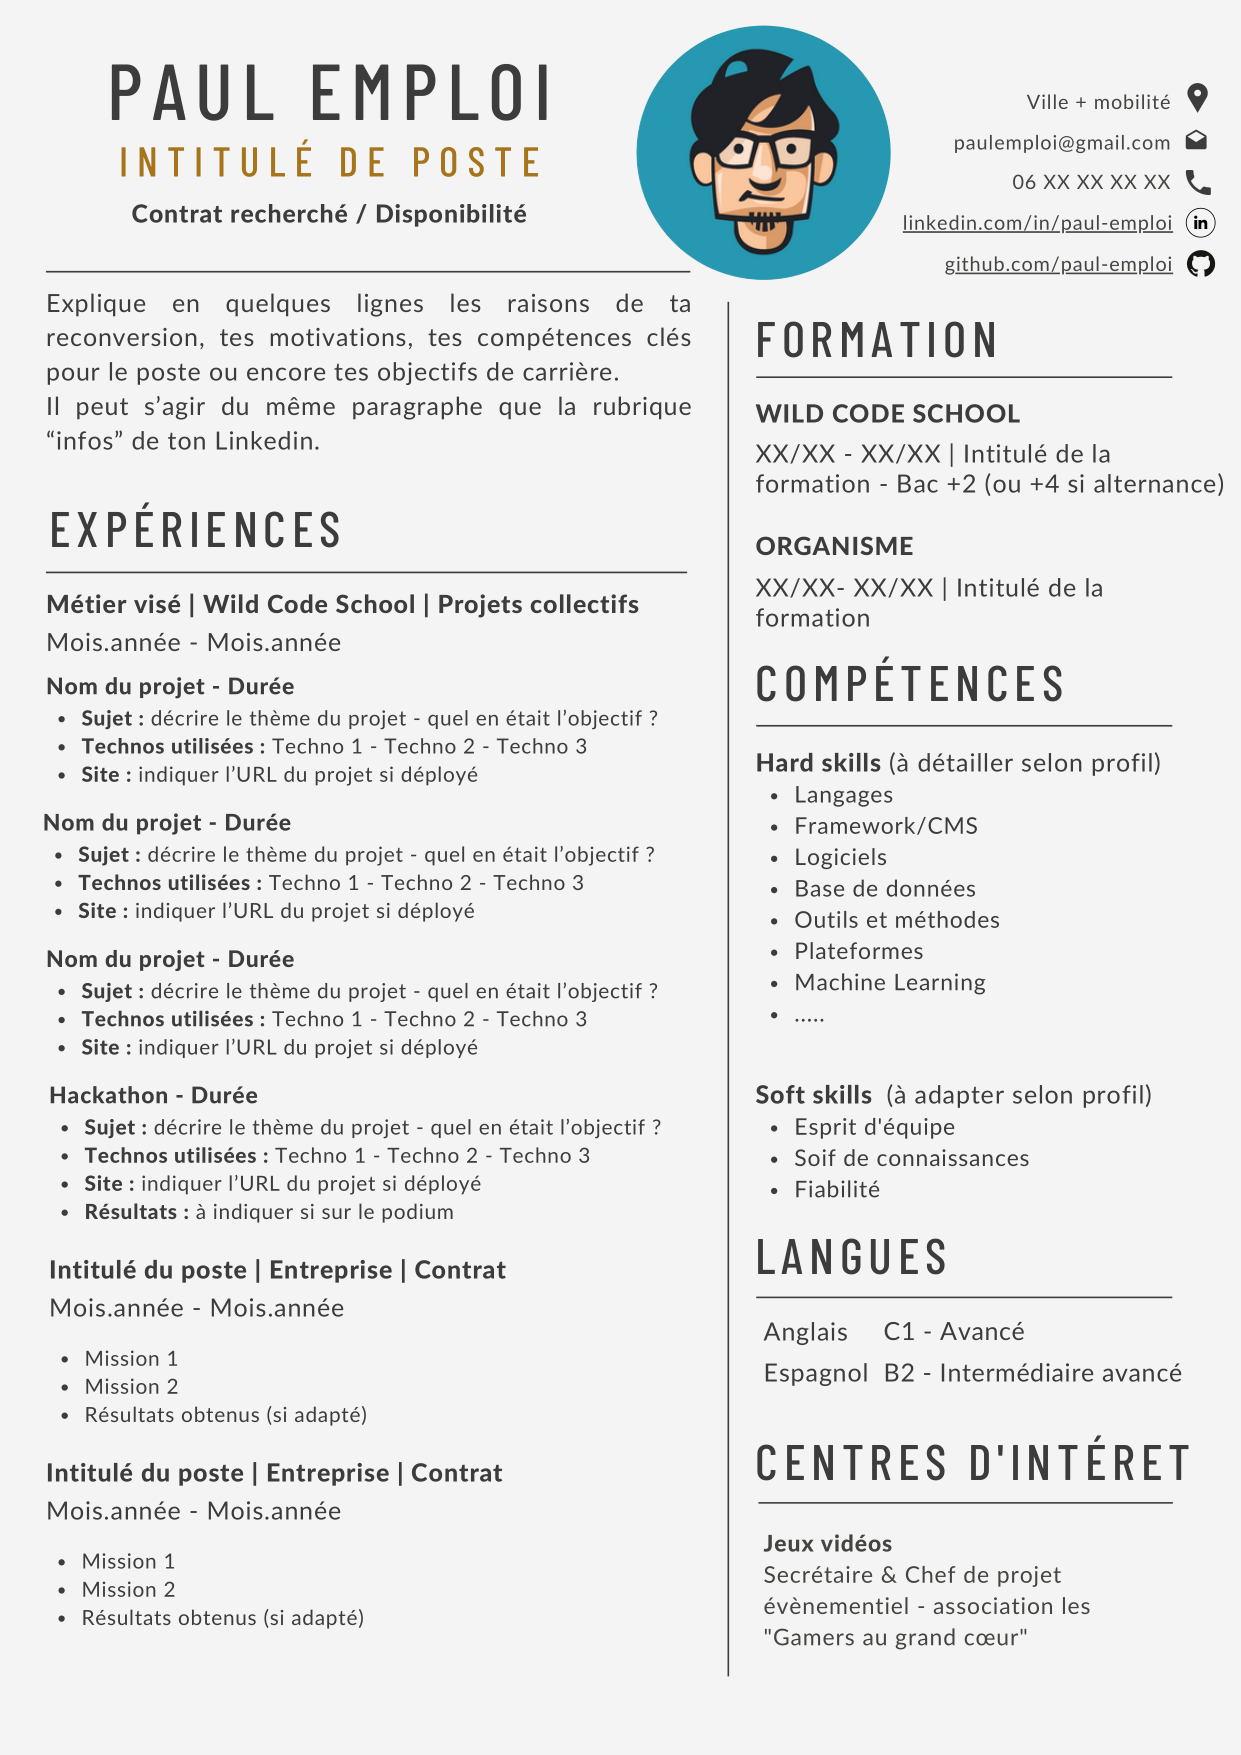 PAUL EMPLOI
INTITULÉ DE POSTE
Contrat recherché / Disponibilité
Ville + mobilité
paulemploi@gmail.com
06 XX XX XX XX
linkedin.com/in/paul-emploi
in
github.com/paul-emploi
Explique en quelques lignes les raisons de ta
reconversion, tes motivations, tes compétences clés
pour le poste ou encore tes objectifs de carrière.
Il peut s’agir du même paragraphe que la rubrique
“infos” de ton Linkedin.
EXPÉRIENCES
Métier visé | Wild Code School | Projets collectifs
Mois.année - Mois.année
Nom du projet - Durée
• Sujet : décrire le thème du projet - quel en était l’objectif ?
• Technos utilisées : Techno 1 - Techno 2 - Techno 3
• Site : indiquer l’URL du projet si déployé
Nom du projet - Durée
• Sujet : décrire le thème du projet - quel en était l’objectif ?
• Technos utilisées : Techno 1 - Techno 2 - Techno 3
• Site : indiquer l’URL du projet si déployé
Nom du projet - Durée
• Sujet : décrire le thème du projet - quel en était l’objectif ?
• Technos utilisées : Techno 1 - Techno 2 - Techno 3
• Site : indiquer l’URL du projet si déployé
Hackathon - Durée
• Sujet : décrire le thème du projet - quel en était l’objectif ?
• Technos utilisées : Techno 1 - Techno 2 - Techno 3
• Site : indiquer l’URL du projet si déployé
• Résultats : à indiquer si sur le podium
Intitulé du poste | Entreprise | Contrat
Mois.année - Mois.année
• Mission 1
• Mission 2
• Résultats obtenus (si adapté)
Intitulé du poste | Entreprise | Contrat
Mois.année - Mois.année
• Mission 1
• Mission 2
• Résultats obtenus (si adapté)
FORMATION
WILD CODE SCHOOL
XX/XX - XX/XX | Intitulé de la
formation - Bac +2 (ou +4 si alternance)
ORGANISME
XX/XX- XX/XX | Intitulé de la
formation
COMPÉTENCES
Hard skills (à détailler selon profil)
• Langages
• Framework/CMS
• Logiciels
• Base de données
• Outils et méthodes
• Plateformes
• Machine Learning
• .....
Soft skills (à adapter selon profil)
• Esprit d'équipe
• Soif de connaissances
• Fiabilité
LANGUES
Anglais C1 - Avancé
Espagnol B2 - Intermédiaire avancé
CENTRES D'INTÉRET
Jeux vidéos
Secrétaire & Chef de projet
évènementiel - association les
"Gamers au grand cœur"